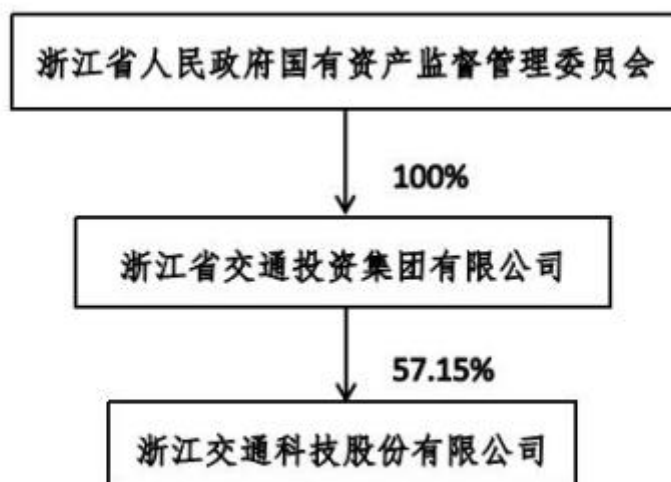 浙江省人民政府国有资产监督管理委员会
100%
浙江省交通投资集团有限公司
57.15%
浙江交通科技股份有限公司